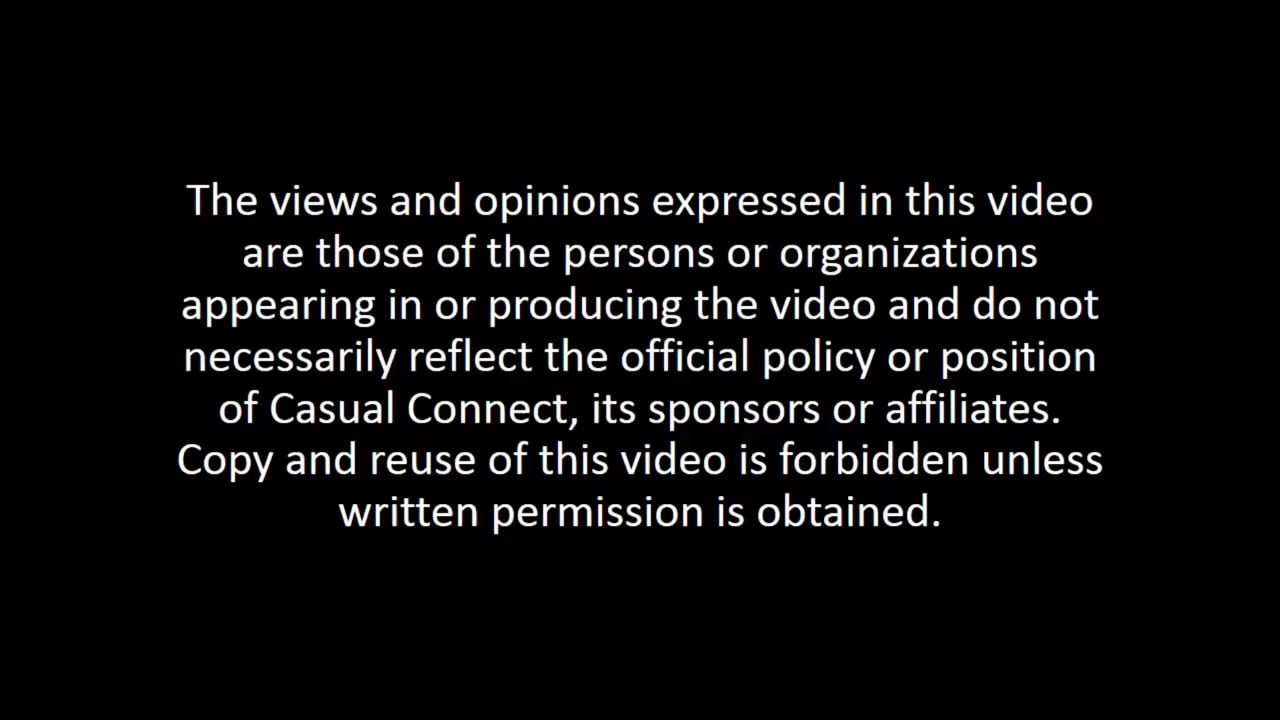 The views and opinions expressed in this video
are those of the persons or organizations
appearing in or producing the video and do not
necessarily reflect the official policy or position
of Casual Connect, its sponsors or affiliates.
Copy and reuse of this video is forbidden unless
written permission is obtained.